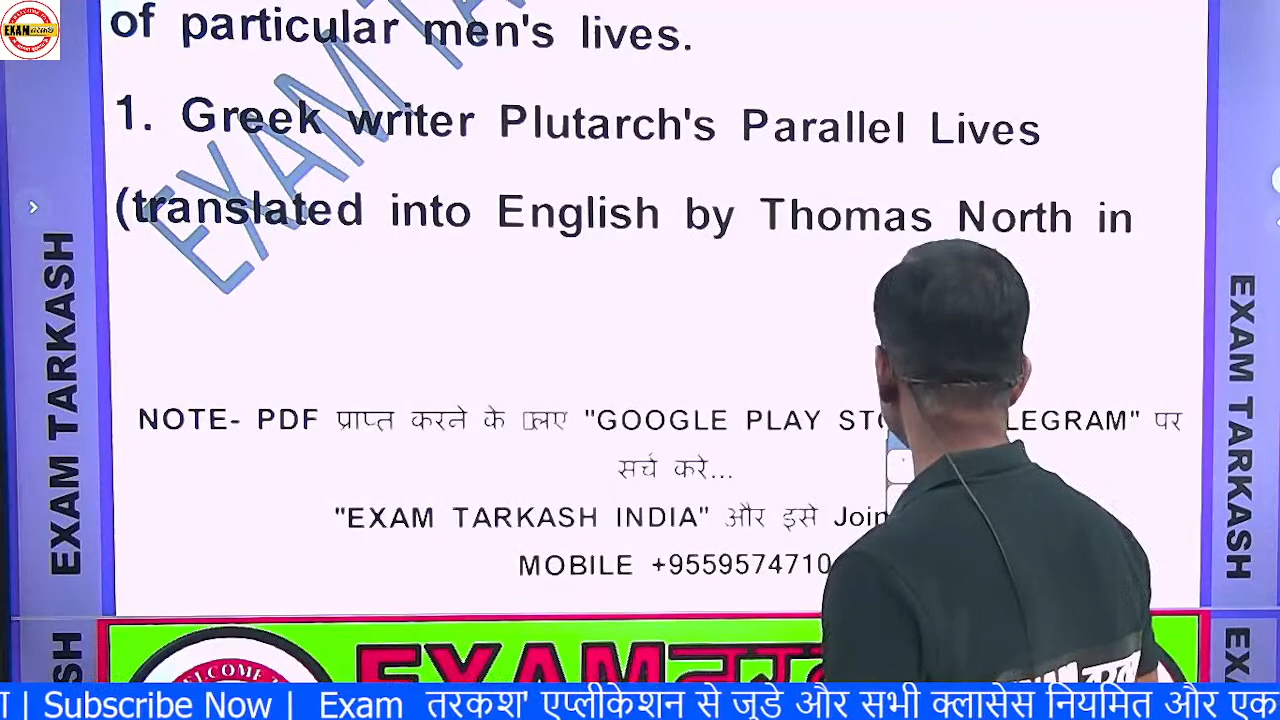 of particular men's lives.
1. Greek writer Plutarch's Parallel Lives
(translated into English by Thomas North in
EXAM TARKASH
EXAM TARKASH
NOTE- PDF प्राप्त करने के लिए "GOOGLE PLAY LEGRAM" पर
सर्च करे...
"EXAM TARKASH INDIA" और इसे Join
MOBILE +9559574710
EXAM
Subscribe Now | Exam तरकश' एप्लीकेशन से जुडे और सभी क्लासेस नियमित और एक